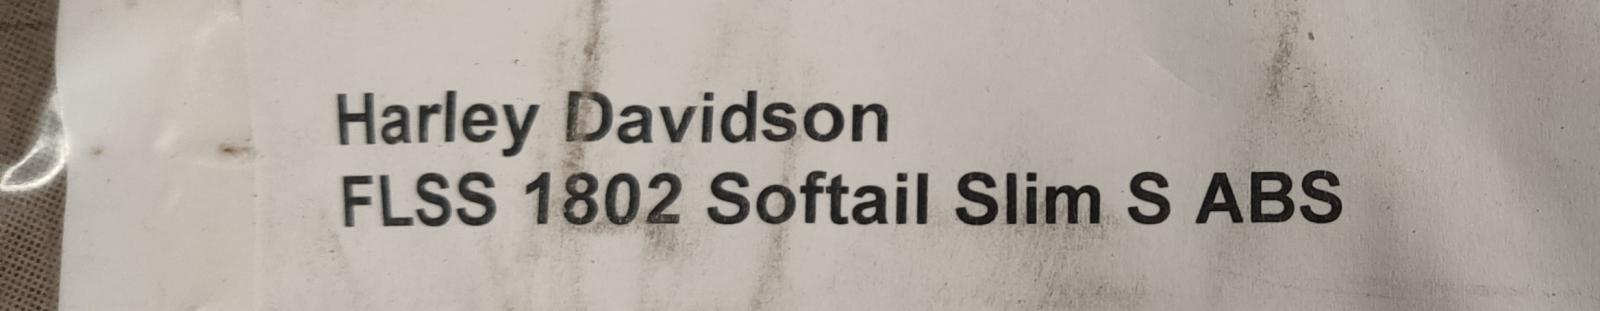 Harley Davidson
FLSS 1802 Softail Slim S ABS